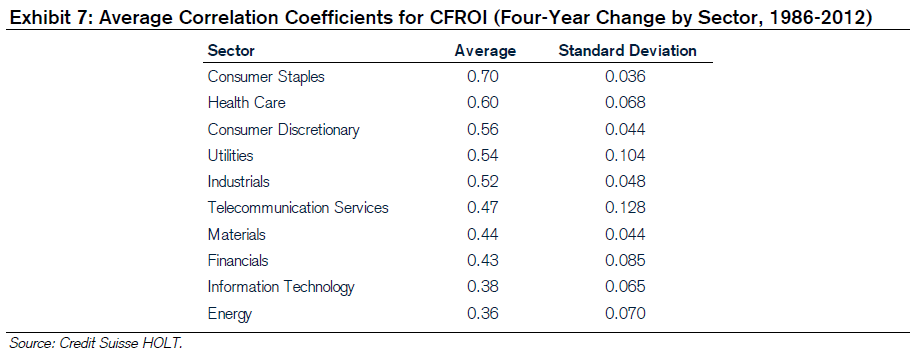 Exhibit 7: Average Correlation Coefficients for CFROI (Four-Year Change by Sector, 1986-2012)
Sector Average Standard Deviation
Consumer Staples 0.70 0.036
Health Care 0.60 0.068
Consumer Discretionary 0.56 0.044
Utilities 0.54 0.104
Industrials 0.52 0.048
Telecommunication Services 0.47 0.128
Materials 0.44 0.044
Financials 0.43 0.085
Information Technology 0.38 0.065
Energy 0.36 0.070
Source: Credit Suisse HOLT.